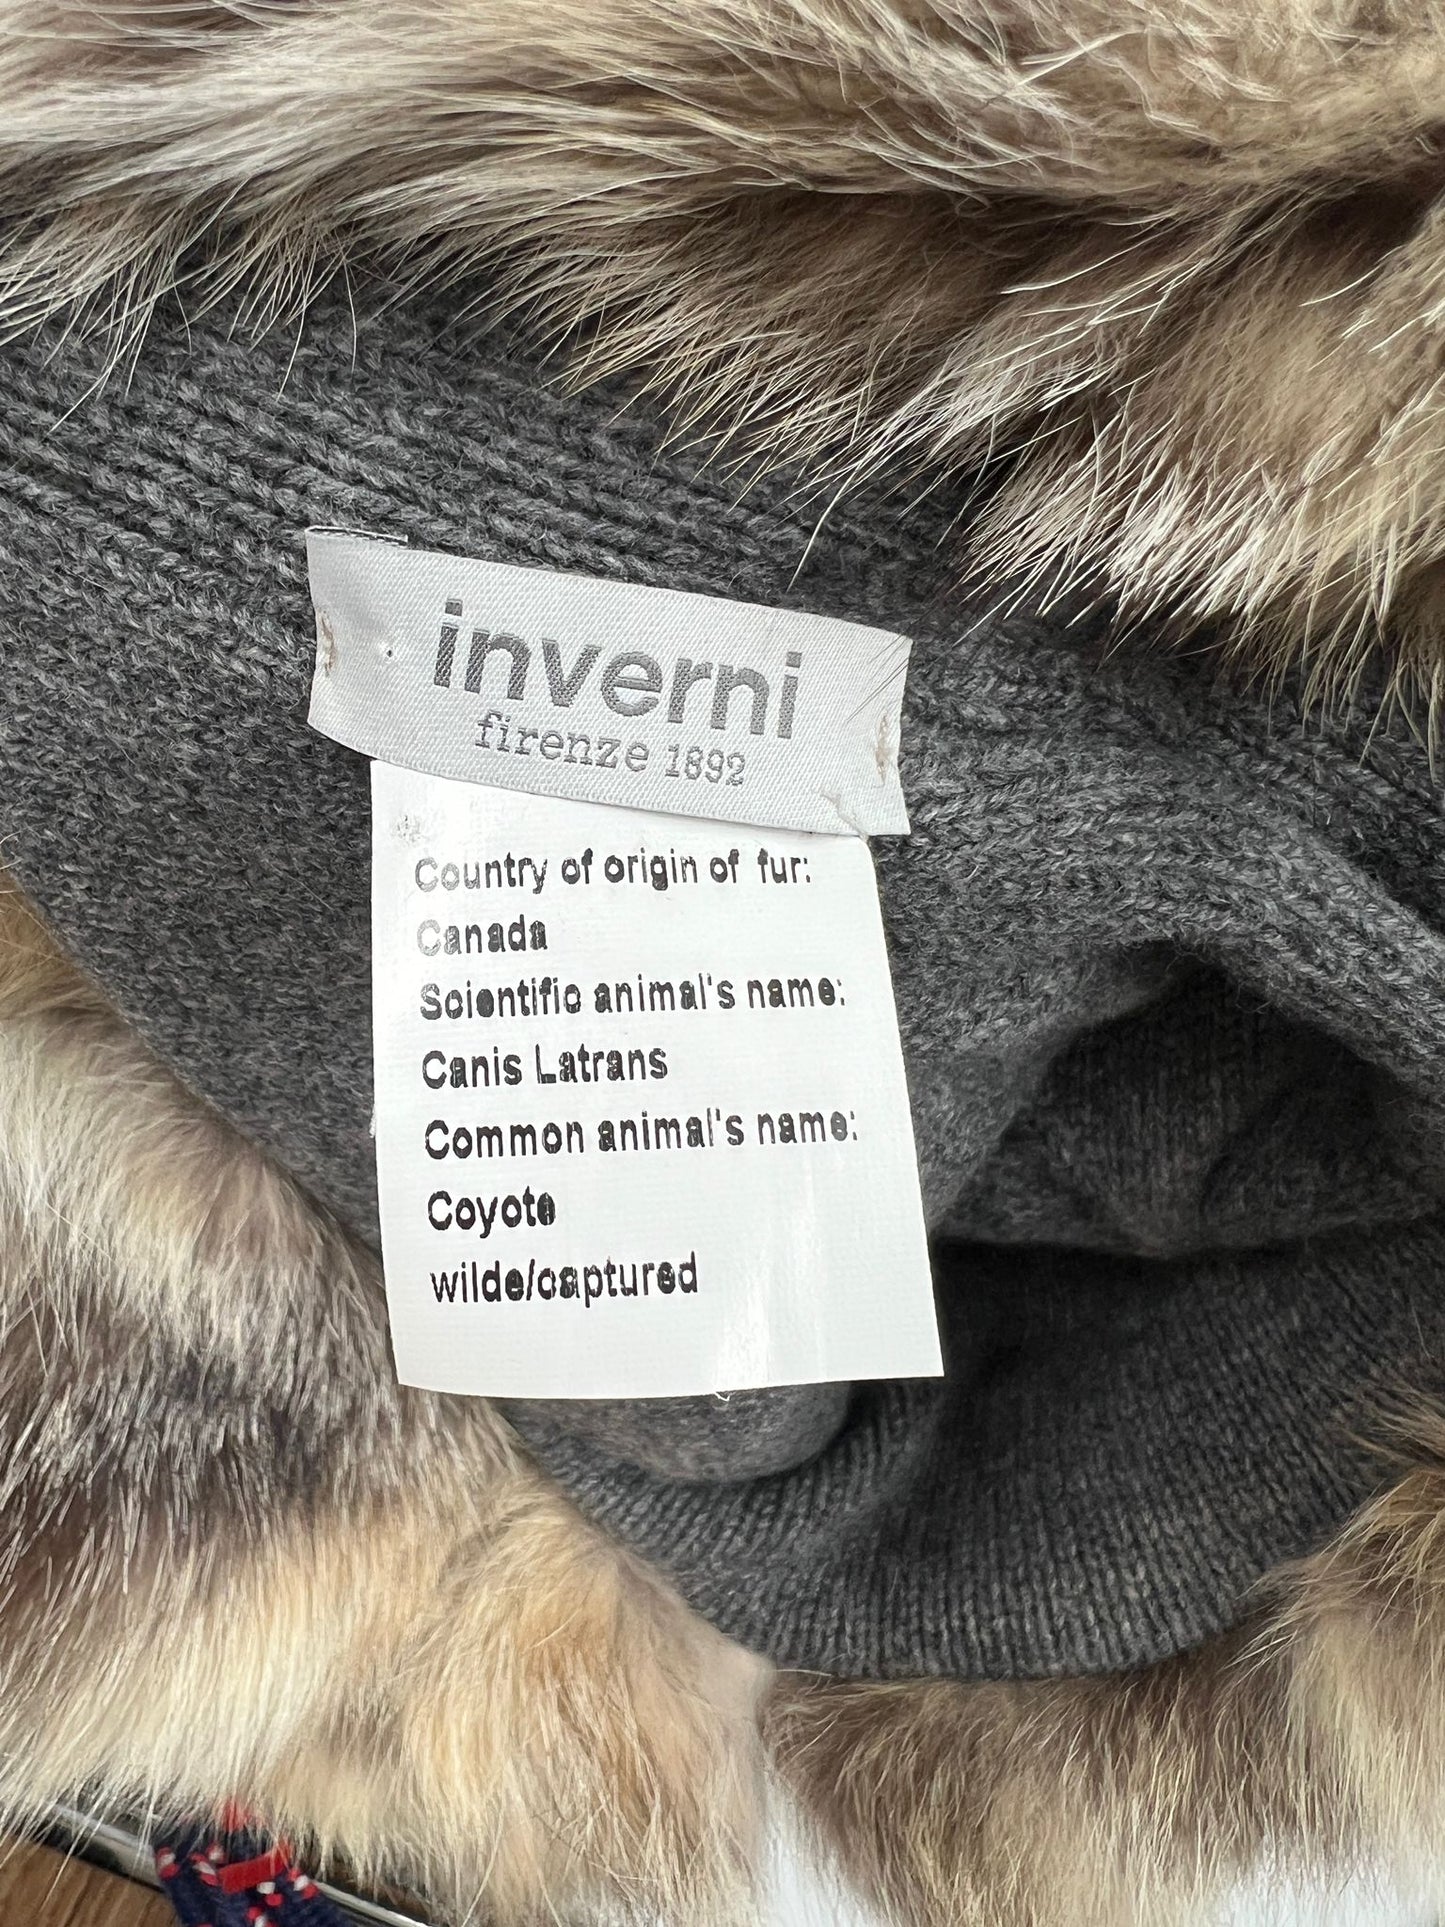 inverni
firenze 1892
Country of origin of fur:
Canada
Scientific animal's name:
Canis Latrans
Common animal's name:
Coyote
wilde/captured